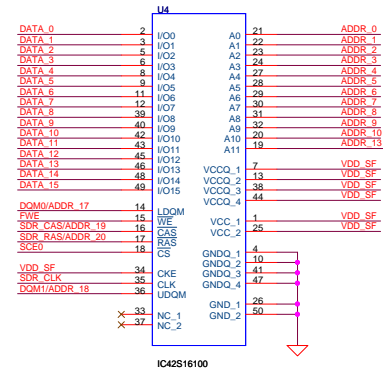 U4
DATA_0 2 I/O0 A0 21 ADDR_0
DATA_1 3 I/O1 A1 22 ADDR_1
DATA_2 5 I/O2 A2 23 ADDR_2
DATA_3 6 I/O3 A3 24 ADDR_3
DATA_4 8 I/O4 A4 27 ADDR_4
DATA_5 9 I/O5 A5 28 ADDR_5
DATA_6 11 I/O6 A6 29 ADDR_6
DATA_7 12 I/O7 A7 30 ADDR_7
DATA_8 39 I/O8 A8 31 ADDR_8
DATA_9 40 I/O9 A9 32 ADDR_9
DATA_10 42 I/O10 A10 20 ADDR_10
DATA_11 43 I/O11 A11 19 ADDR_13
DATA_12 45 I/O12
DATA_13 46 I/O13 VCCQ_1 7 VDD_SF
DATA_14 48 I/O14 VCCQ_2 13 VDD_SF
DATA_15 49 I/O15 VCCQ_3 38 VDD_SF
VCCQ_4 44 VDD_SF
DQM0/ADDR_17 14 LDQM
FWE 15 WE VCC_1 1 VDD_SF
SDR_CAS/ADDR_19 16 CAS VCC_2 25 VDD_SF
SDR_RAS/ADDR_20 17 RAS
SCE0 18 CS GNDQ_1 4
GNDQ_2 10
VDD_SF 34 CKE GNDQ_3 41
SDR_CLK 35 CLK GNDQ_4 47
DQM1/ADDR_18 36 UDQM
GND_1 26
33 NC_1 GND_2 50
37 NC_2
IC42S16100